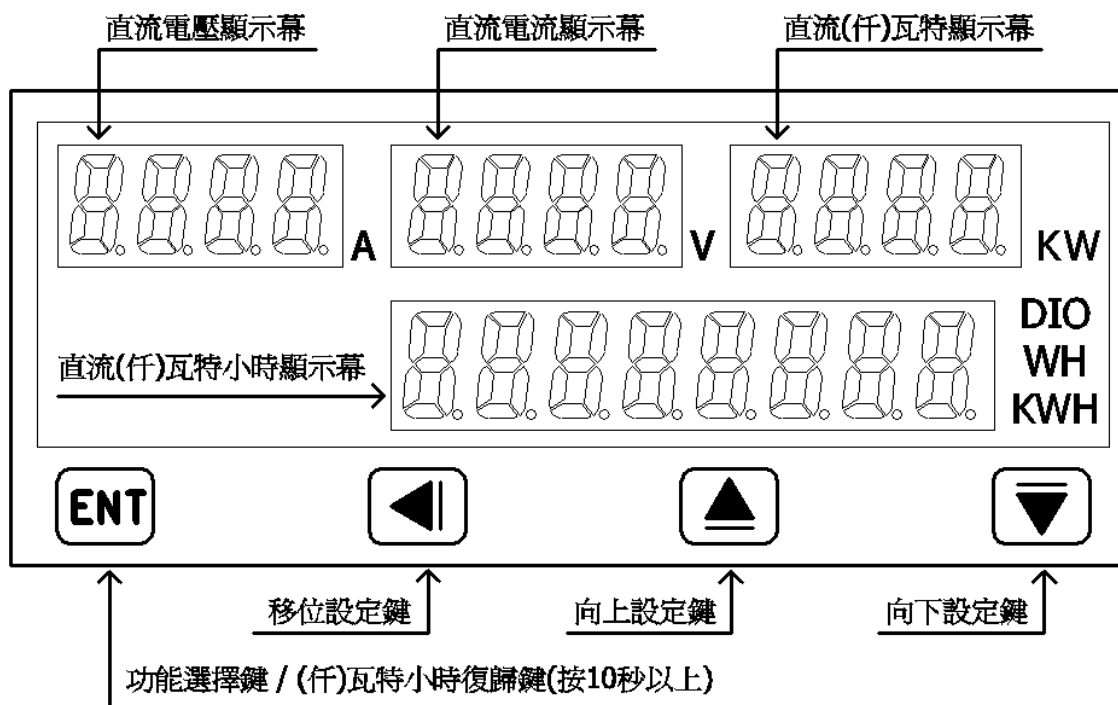 直流電壓顯示幕 直流電流顯示幕 直流(仟)瓦特顯示幕
A V KW
DIO
直流(仟)瓦特小時顯示幕 WH
KWH
ENT
移位設定鍵 向上設定鍵 向下設定鍵
功能選擇鍵 / (仟)瓦特小時復歸鍵(按10秒以上)